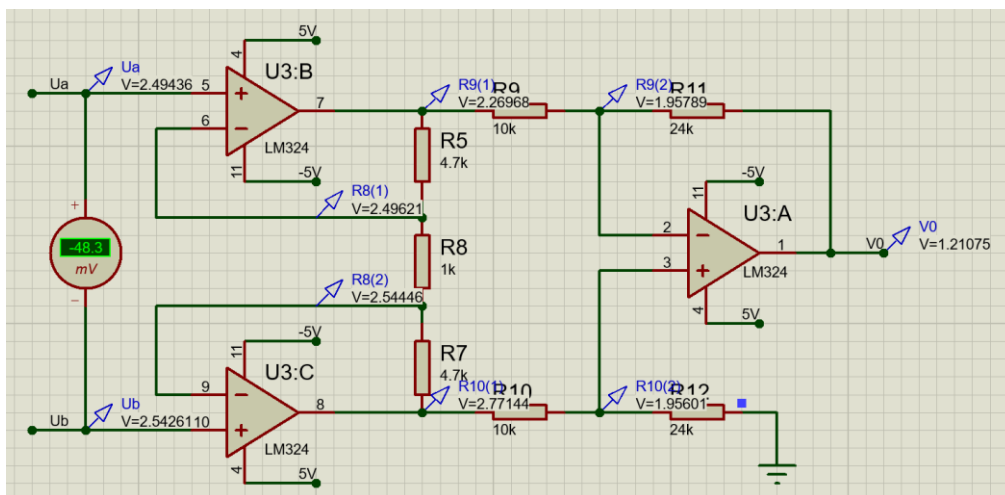 5V
Ua
Ua
V=2.49436
5
4
U3:B
+
6
−
7
LM324
11
-5V
R9(1)
V=2.26968
R9
10k
R9(2)
V=1.95789
R11
24k
R5
4.7k
R8(1)
V=2.49621
+
-48.3
mV
−
R8
1k
-5V
11
U3:A
2
−
3
+
1
LM324
4
5V
V0
V0
V=1.21075
R8(2)
V=2.54446
-5V
11
U3:C
9
−
+
8
LM324
4
5V
R7
4.7k
Ub
Ub
V=2.5426110
R10(1)
V=2.77144
R10
10k
R10(2)
V=1.95601
R12
24k